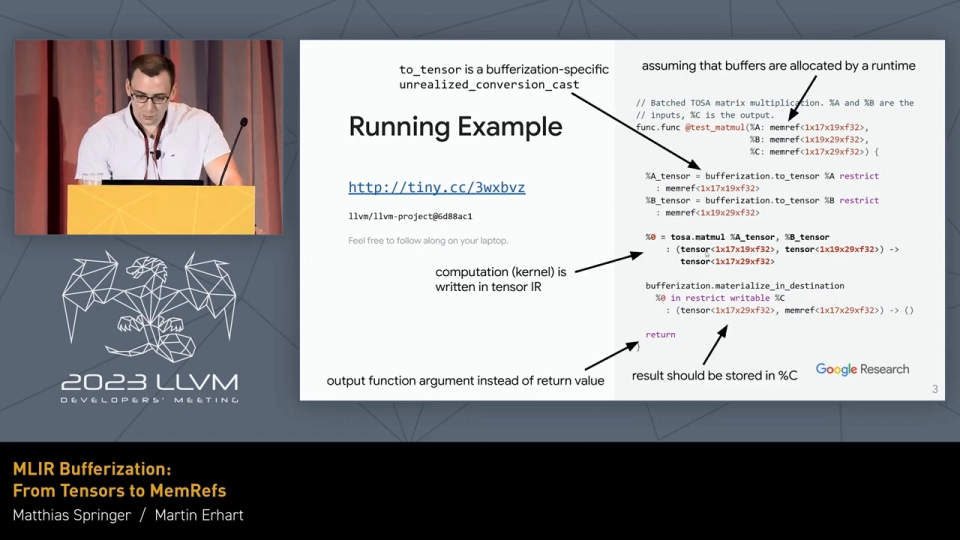 to_tensor is a bufferization-specific
unrealized_conversion_cast
assuming that buffers are allocated by a runtime
Running Example
http://tiny.cc/3wxbvz
llvm/llvm-project@6d88ac1
Feel free to follow along on your laptop.
computation (kernel) is
written in tensor IR
output function argument instead of return value
// Batched TOSA matrix multiplication. %A and %B are the
// inputs, %C is the output.
func.func @test_matmul(%A: memref<1x17x19xf32>,
%B: memref<1x19x29xf32>,
%C: memref<1x17x29xf32>) {
%A_tensor = bufferization.to_tensor %A restrict
: memref<1x17x19xf32>
%B_tensor = bufferization.to_tensor %B restrict
: memref<1x19x29xf32>
%0 = tosa.matmul %A_tensor, %B_tensor
: (tensor<1x17x19xf32>, tensor<1x19x29xf32>) ->
tensor<1x17x29xf32>
bufferization.materialize_in_destination
%0 in restrict writable %C
: (tensor<1x17x29xf32>, memref<1x17x29xf32>) -> ()
return
}
result should be stored in %C
Google Research
3
2023 LLVM
DEVELOPERS' MEETING
MLIR Bufferization:
From Tensors to MemRefs
Matthias Springer / Martin Erhart